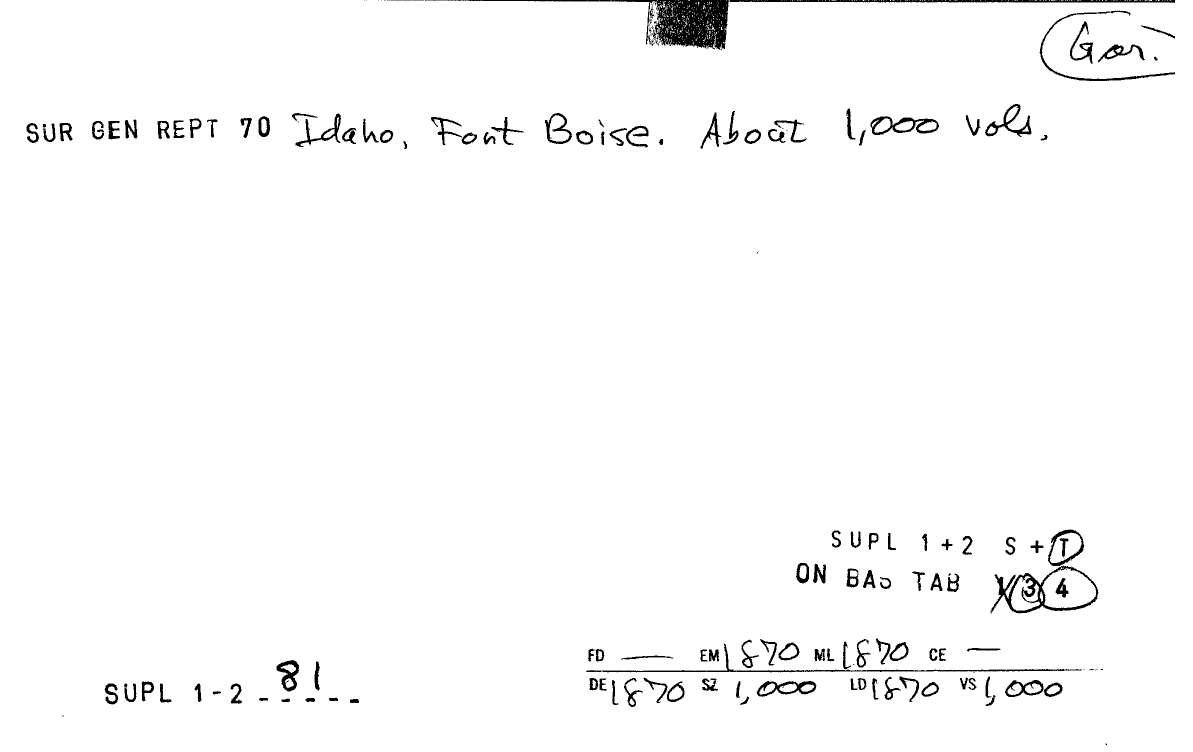 Gar.
SUR GEN REPT 70 Idaho, Fort Boise. About 1,000 vols.
SUPL 1+2 S+T
ON BAS TAB 1 3 4
FD — EM 1870 ML 1870 CE —
DE 1870 SZ 1,000 LD 1870 VS 1,000
SUPL 1-2 - 81 - - -